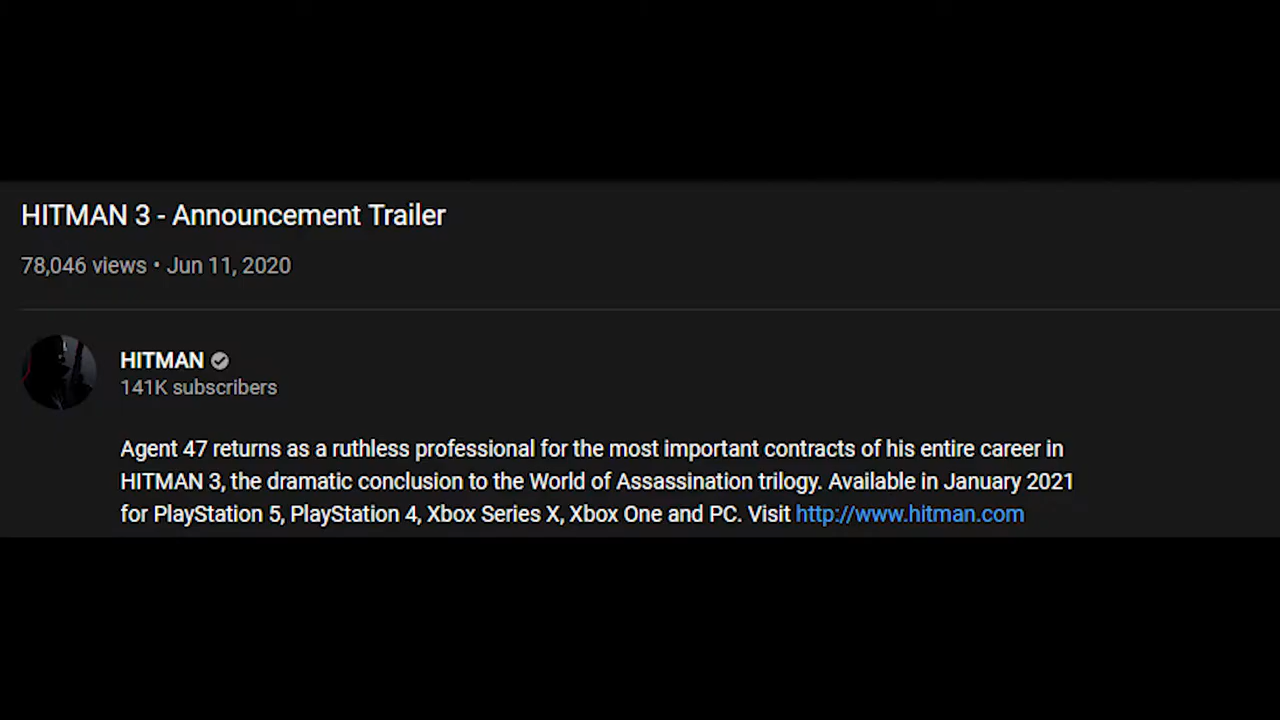 HITMAN 3 - Announcement Trailer
78,046 views • Jun 11, 2020
HITMAN
141K subscribers
Agent 47 returns as a ruthless professional for the most important contracts of his entire career in
HITMAN 3, the dramatic conclusion to the World of Assassination trilogy. Available in January 2021
for PlayStation 5, PlayStation 4, Xbox Series X, Xbox One and PC. Visit http://www.hitman.com